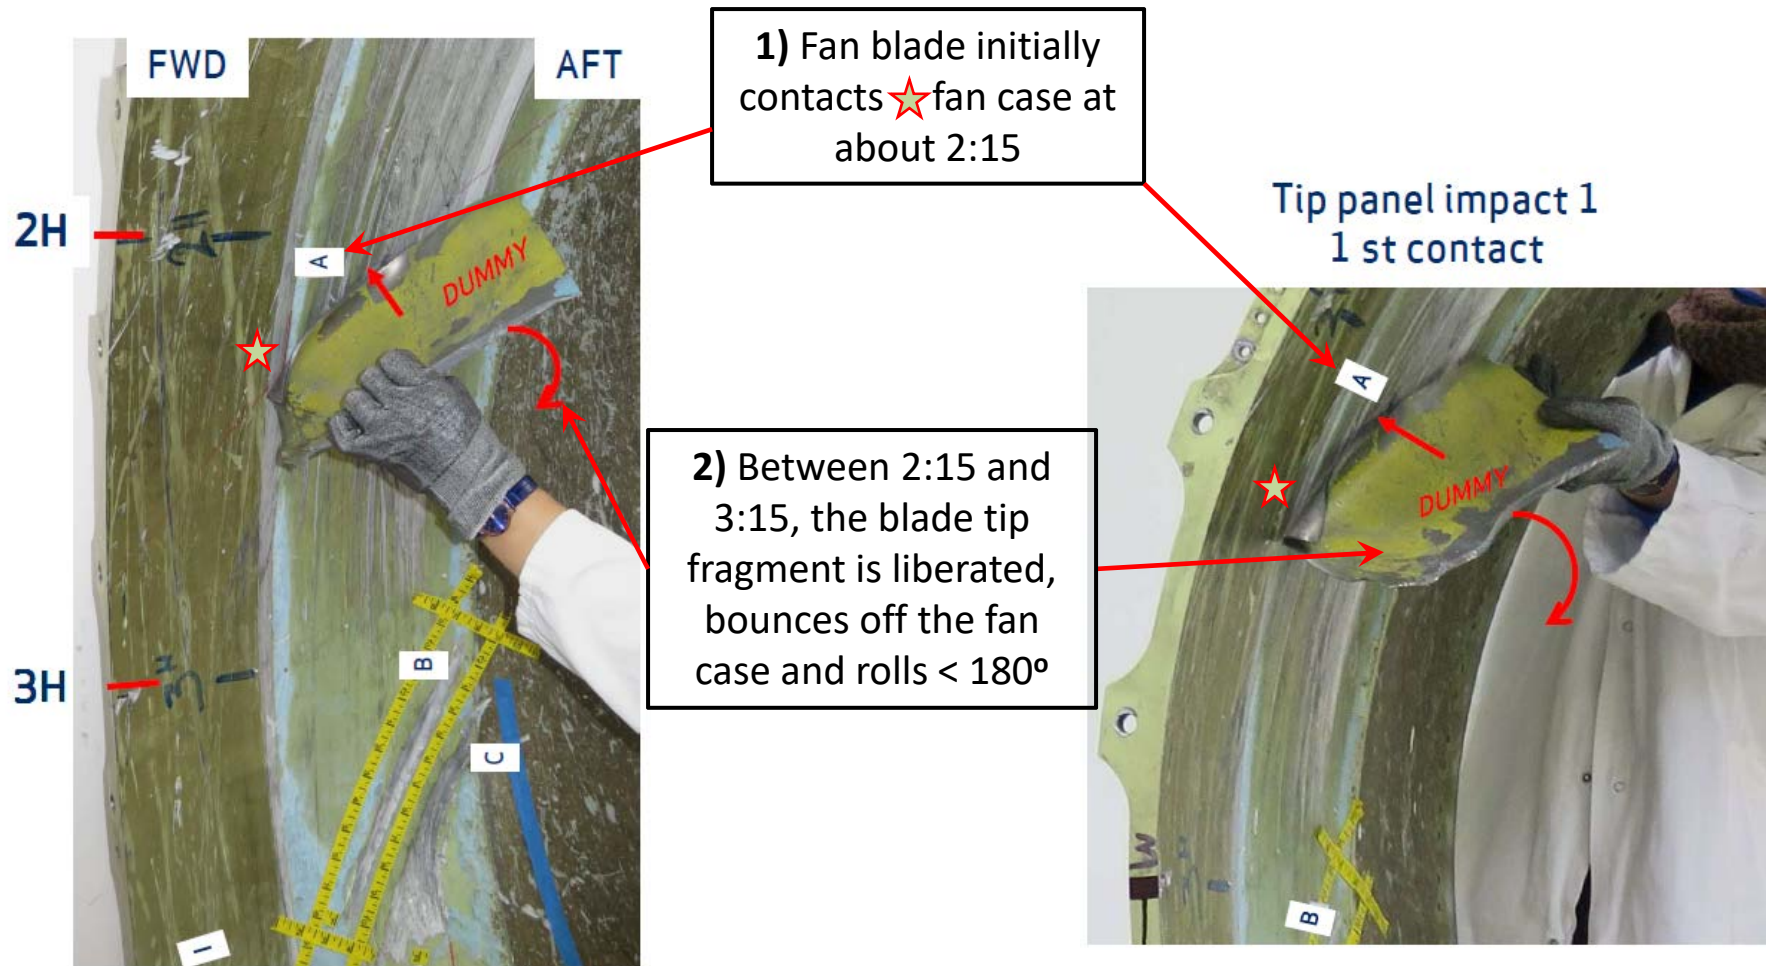 FWD
AFT
1) Fan blade initially
contacts fan case at
about 2:15
Tip panel impact 1
1 st contact
2H
2H
A
DUMMY
A
DUMMY
2) Between 2:15 and
3:15, the blade tip
fragment is liberated,
bounces off the fan
case and rolls < 180º
3H
3H
B
C
I
B